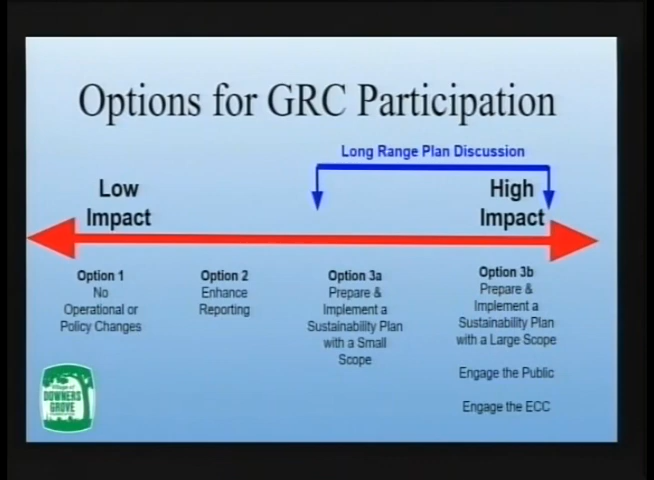 Options for GRC Participation
Long Range Plan Discussion
Low
Impact
High
Impact
Option 1
No
Operational or
Policy Changes
Option 2
Enhance
Reporting
Option 3a
Prepare &
Implement a
Sustainability Plan
with a Small
Scope
Option 3b
Prepare &
Implement a
Sustainability Plan
with a Large Scope
Engage the Public
Engage the ECC
Village of
DOWNERS
GROVE